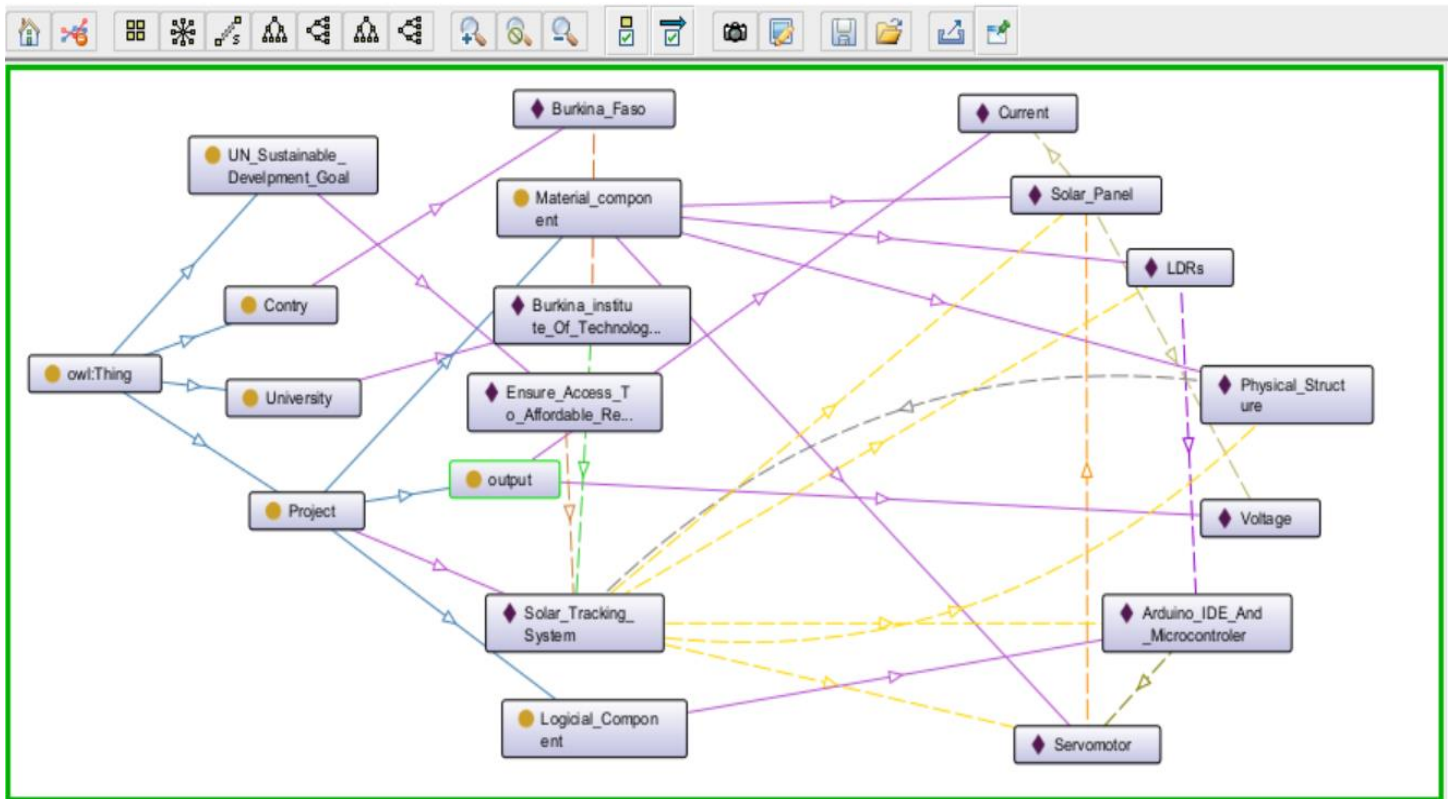 Burkina_Faso
Current
UN_Sustainable_
Develpment_Goal
Material_compon
ent
Solar_Panel
LDRs
Contry
Burkina_institu
te_Of_Technolog...
owl:Thing
University
Ensure_Access_T
o_Affordable_Re...
Physical_Struct
ure
output
Project
Voltage
Solar_Tracking_
System
Arduino_IDE_And
_Microcontroler
Logicial_Compon
ent
Servomotor